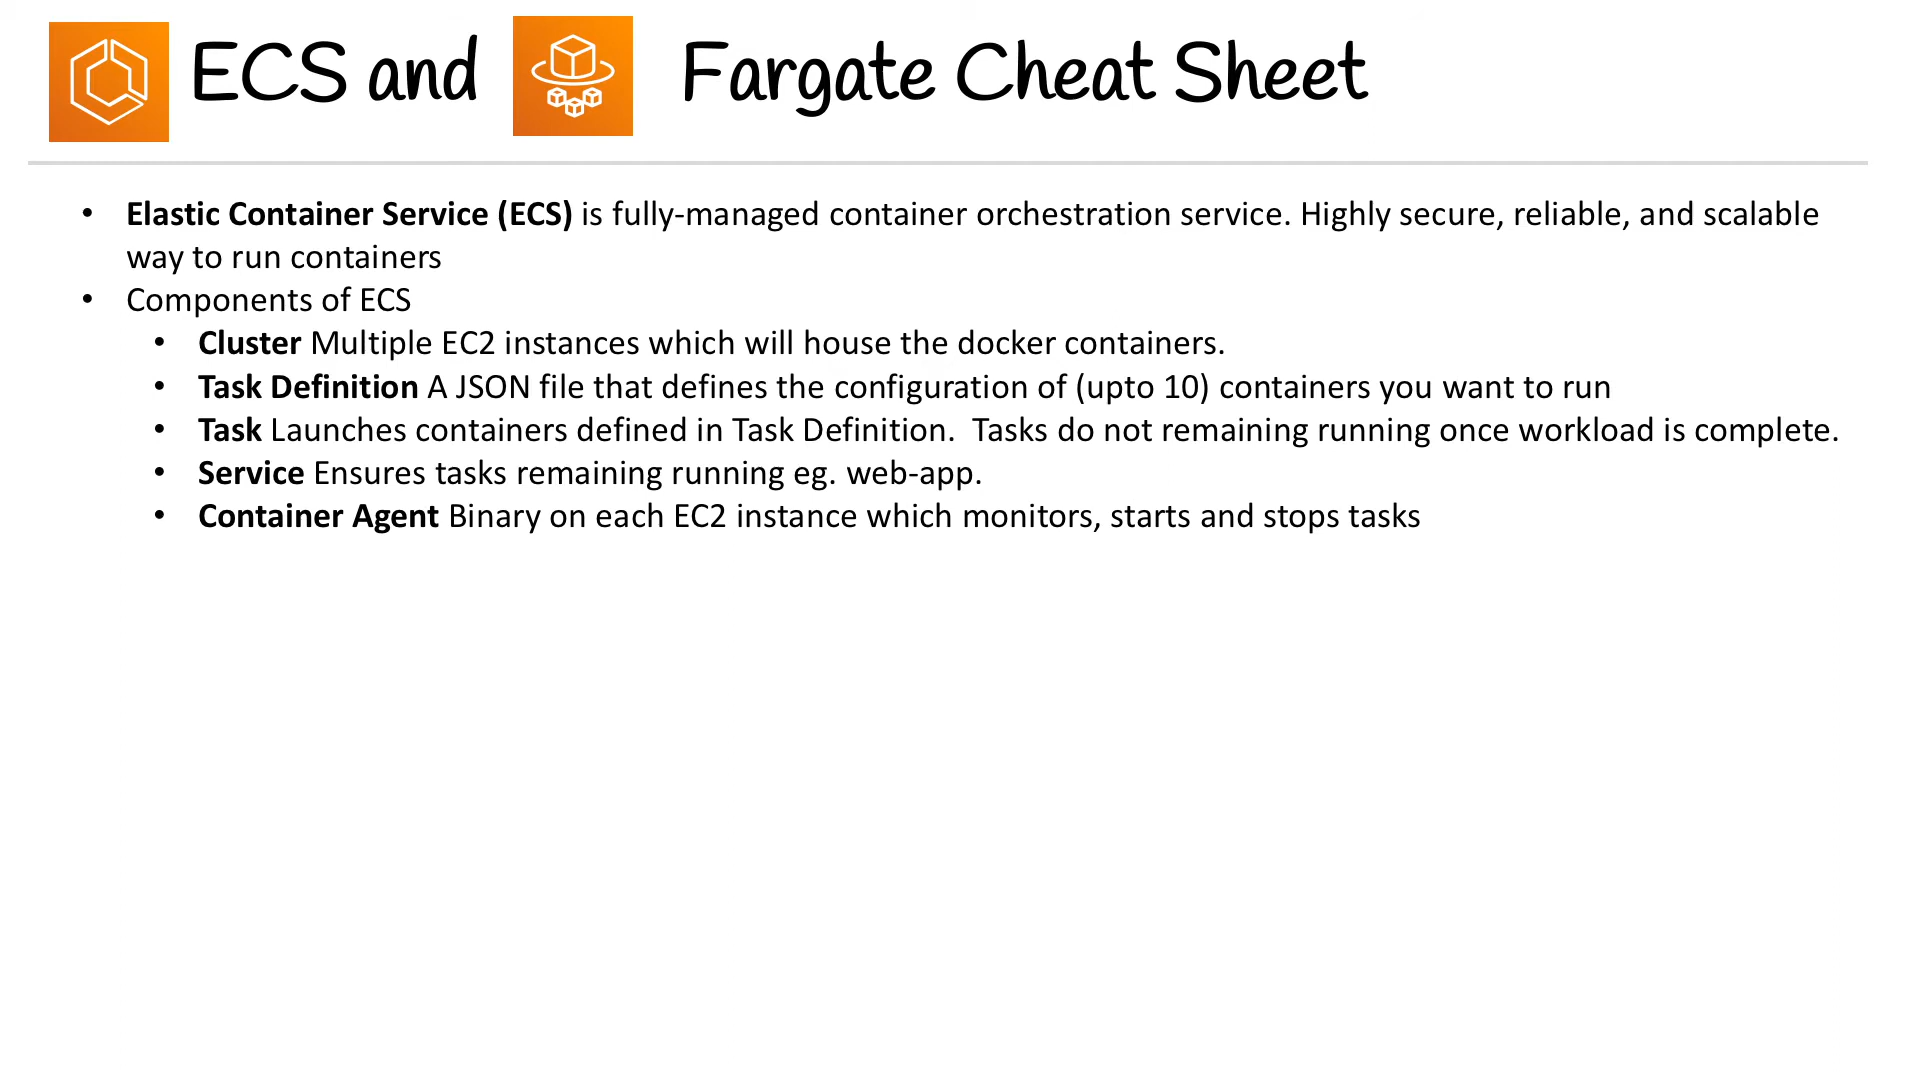 ECS and Fargate Cheat Sheet
• Elastic Container Service (ECS) is fully-managed container orchestration service. Highly secure, reliable, and scalable
way to run containers
• Components of ECS
• Cluster Multiple EC2 instances which will house the docker containers.
• Task Definition A JSON file that defines the configuration of (upto 10) containers you want to run
• Task Launches containers defined in Task Definition.  Tasks do not remaining running once workload is complete.
• Service Ensures tasks remaining running eg. web-app.
• Container Agent Binary on each EC2 instance which monitors, starts and stops tasks